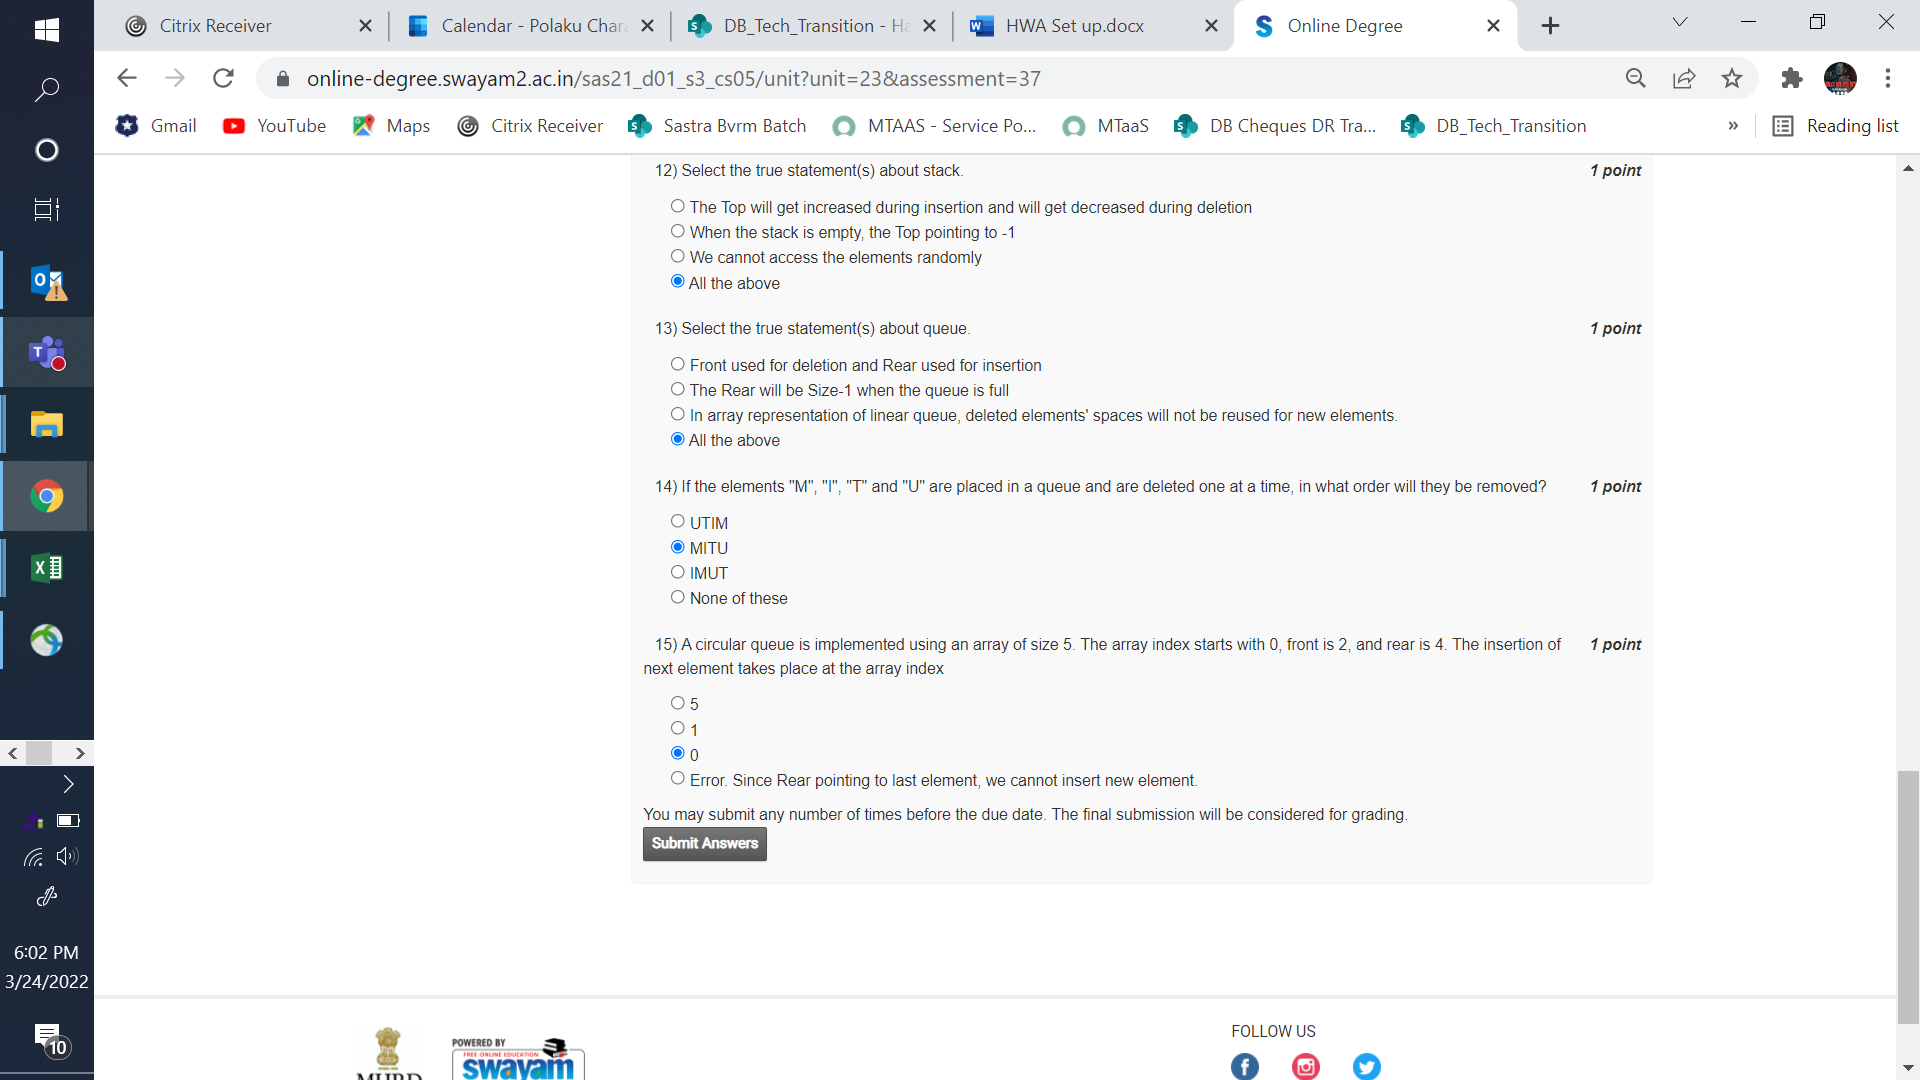 Citrix Receiver
Calendar - Polaku Chara
DB_Tech_Transition - Ha
HWA Set up.docx
Online Degree
online-degree.swayam2.ac.in/sas21_d01_s3_cs05/unit?unit=23&assessment=37
Gmail
YouTube
Maps
Citrix Receiver
Sastra Bvrm Batch
MTAAS - Service Po...
MTaaS
DB Cheques DR Tra...
DB_Tech_Transition
»
Reading list
12) Select the true statement(s) about stack.
1 point
The Top will get increased during insertion and will get decreased during deletion
When the stack is empty, the Top pointing to -1
We cannot access the elements randomly
All the above
13) Select the true statement(s) about queue.
1 point
Front used for deletion and Rear used for insertion
The Rear will be Size-1 when the queue is full
In array representation of linear queue, deleted elements' spaces will not be reused for new elements.
All the above
14) If the elements "M", "I", "T" and "U" are placed in a queue and are deleted one at a time, in what order will they be removed?
1 point
UTIM
MITU
IMUT
None of these
15) A circular queue is implemented using an array of size 5. The array index starts with 0, front is 2, and rear is 4. The insertion of
1 point
next element takes place at the array index
5
1
0
Error. Since Rear pointing to last element, we cannot insert new element.
You may submit any number of times before the due date. The final submission will be considered for grading.
Submit Answers
6:02 PM
3/24/2022
10
MHRD
POWERED BY
FREE ONLINE EDUCATION
swayam
FOLLOW US